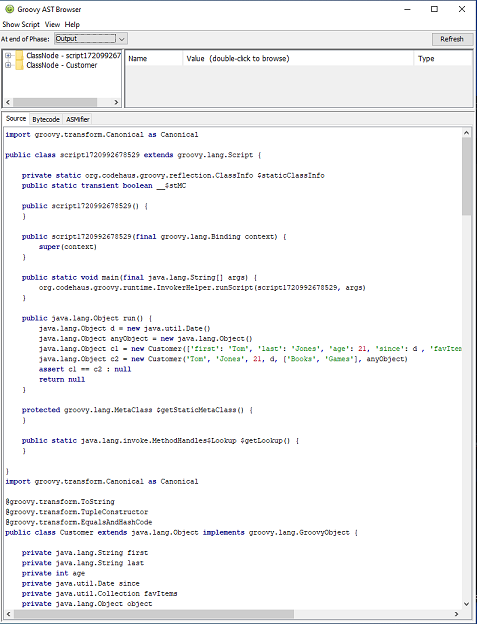 Groovy AST Browser
Show Script View Help
At end of Phase: Output Refresh
ClassNode - script172099267
ClassNode - Customer
Name Value (double-click to browse) Type
Source Bytecode ASMifier
import groovy.transform.Canonical as Canonical
public class script1720992678529 extends groovy.lang.Script {
    private static org.codehaus.groovy.reflection.ClassInfo $staticClassInfo
    public static transient boolean __$stMC
    public script1720992678529() {
    }
    public script1720992678529(final groovy.lang.Binding context) {
        super(context)
    }
    public static void main(final java.lang.String[] args) {
        org.codehaus.groovy.runtime.InvokerHelper.runScript(script1720992678529, args)
    }
    public java.lang.Object run() {
        java.lang.Object d = new java.util.Date()
        java.lang.Object anyObject = new java.lang.Object()
        java.lang.Object c1 = new Customer(['first': 'Tom', 'last': 'Jones', 'age': 21, 'since': d , 'favItem
        java.lang.Object c2 = new Customer('Tom', 'Jones', 21, d, ['Books', 'Games'], anyObject)
        assert c1 == c2 : null
        return null
    }
    protected groovy.lang.MetaClass $getStaticMetaClass() {
    }
    public static java.lang.invoke.MethodHandles$Lookup $getLookup() {
    }
}
import groovy.transform.Canonical as Canonical
@groovy.transform.ToString
@groovy.transform.TupleConstructor
@groovy.transform.EqualsAndHashCode
public class Customer extends java.lang.Object implements groovy.lang.GroovyObject {
    private java.lang.String first
    private java.lang.String last
    private int age
    private java.util.Date since
    private java.util.Collection favItems
    private java.lang.Object object